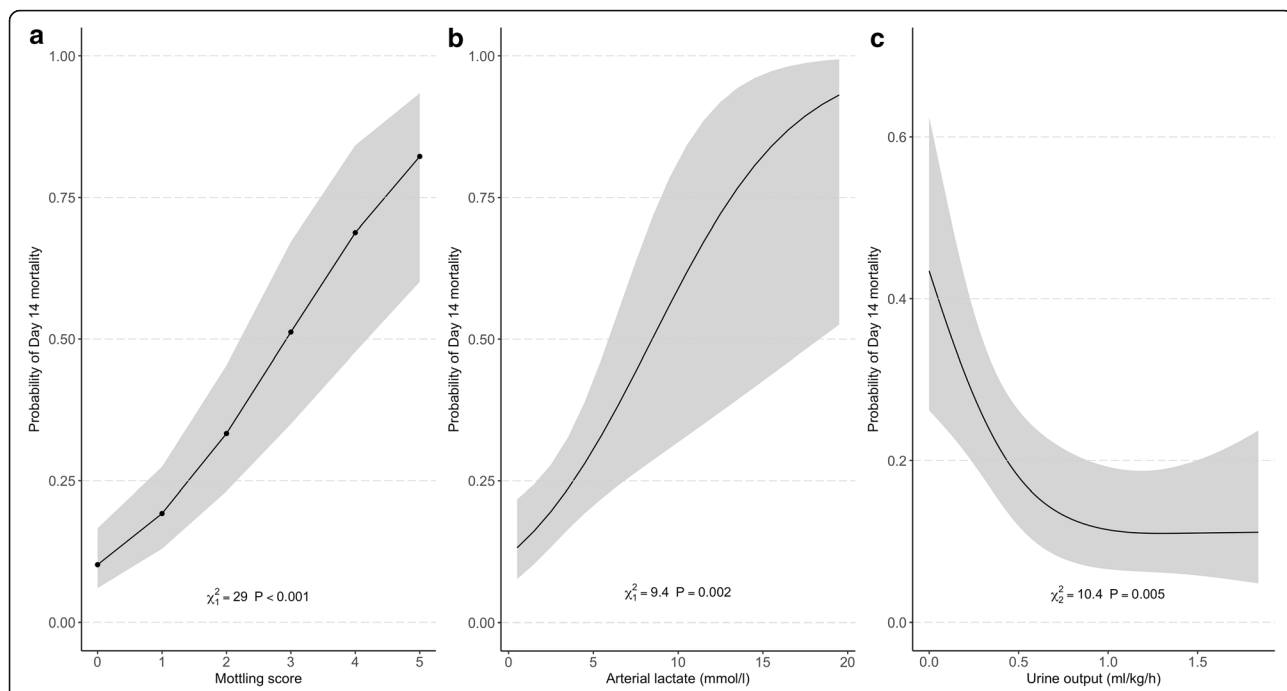 a
1.00
0.75
0.50
0.25
0.00
Probability of Day 14 mortality
χ₁² = 29 P < 0.001
0 1 2 3 4 5
Mottling score
b
1.00
0.75
0.50
0.25
0.00
Probability of Day 14 mortality
χ₁² = 9.4 P = 0.002
0 5 10 15 20
Arterial lactate (mmol/l)
c
0.6
0.4
0.2
0.0
Probability of Day 14 mortality
χ₂² = 10.4 P = 0.005
0.0 0.5 1.0 1.5
Urine output (ml/kg/h)